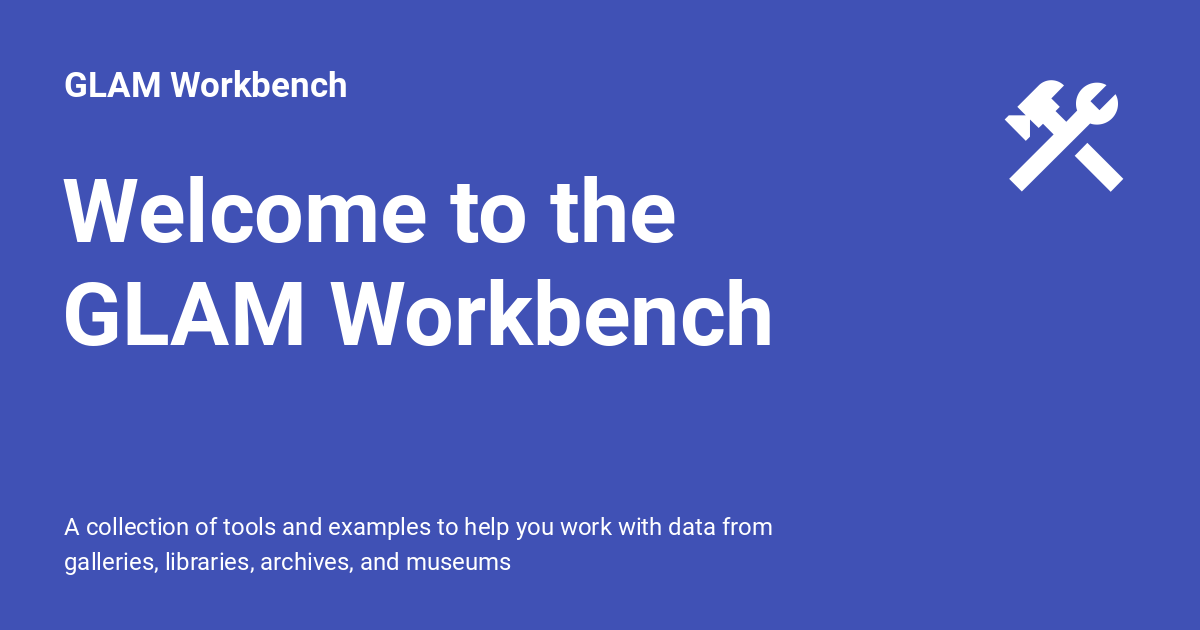 GLAM Workbench
Welcome to the
GLAM Workbench
A collection of tools and examples to help you work with data from
galleries, libraries, archives, and museums